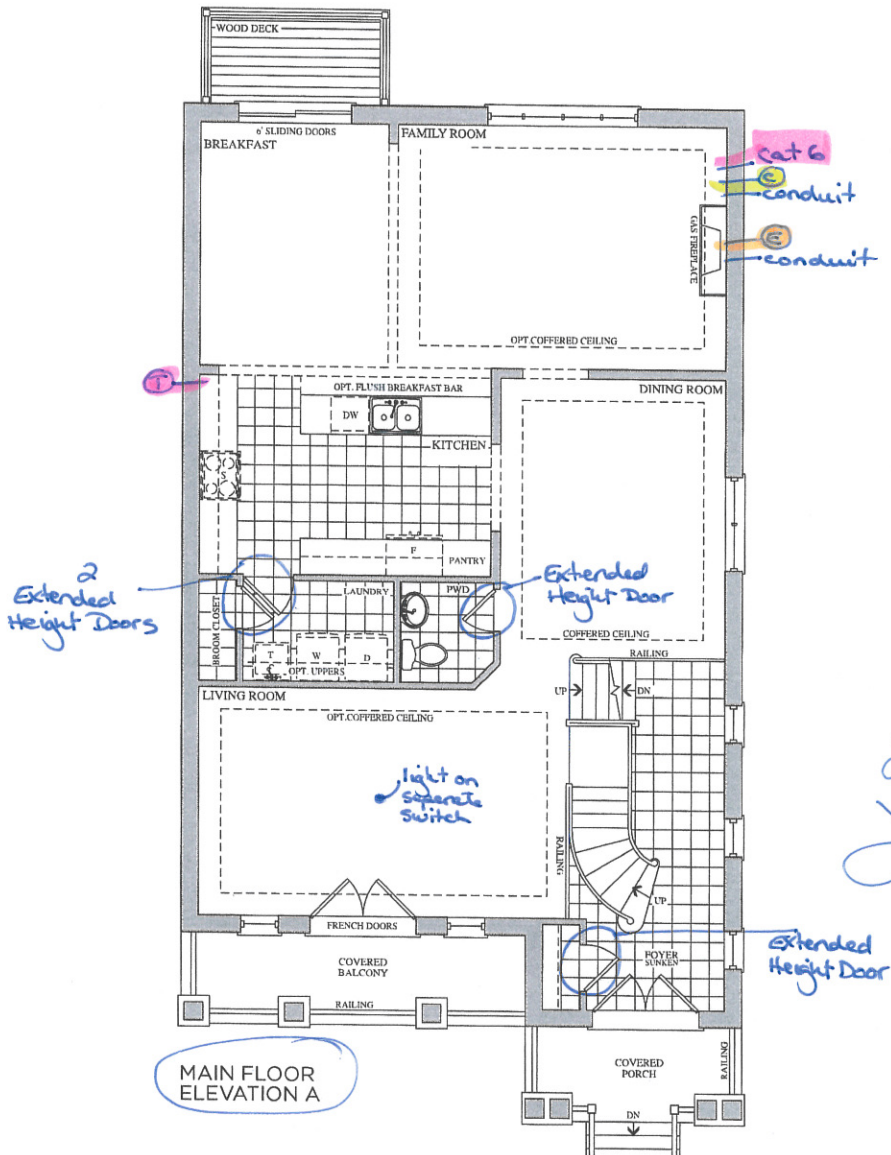 WOOD DECK
6' SLIDING DOORS
BREAKFAST
FAMILY ROOM
cat 6
C
conduit
GAS FIREPLACE
E
conduit
OPT.COFFERED CEILING
T
OPT. FLUSH BREAKFAST BAR
DINING ROOM
DW
KITCHEN
S
F
PANTRY
2
Extended
Height Doors
LAUNDRY
PWD
Extended
Height Door
BROOM CLOSET
T
W
D
OPT. UPPERS
COFFERED CEILING
RAILING
LIVING ROOM
OPT.COFFERED CEILING
UP
DN
light on
seperate
switch
RAILING
UP
FRENCH DOORS
FOYER
SUNKEN
Extended
Height Door
COVERED
BALCONY
RAILING
MAIN FLOOR
ELEVATION A
COVERED
PORCH
RAILING
DN